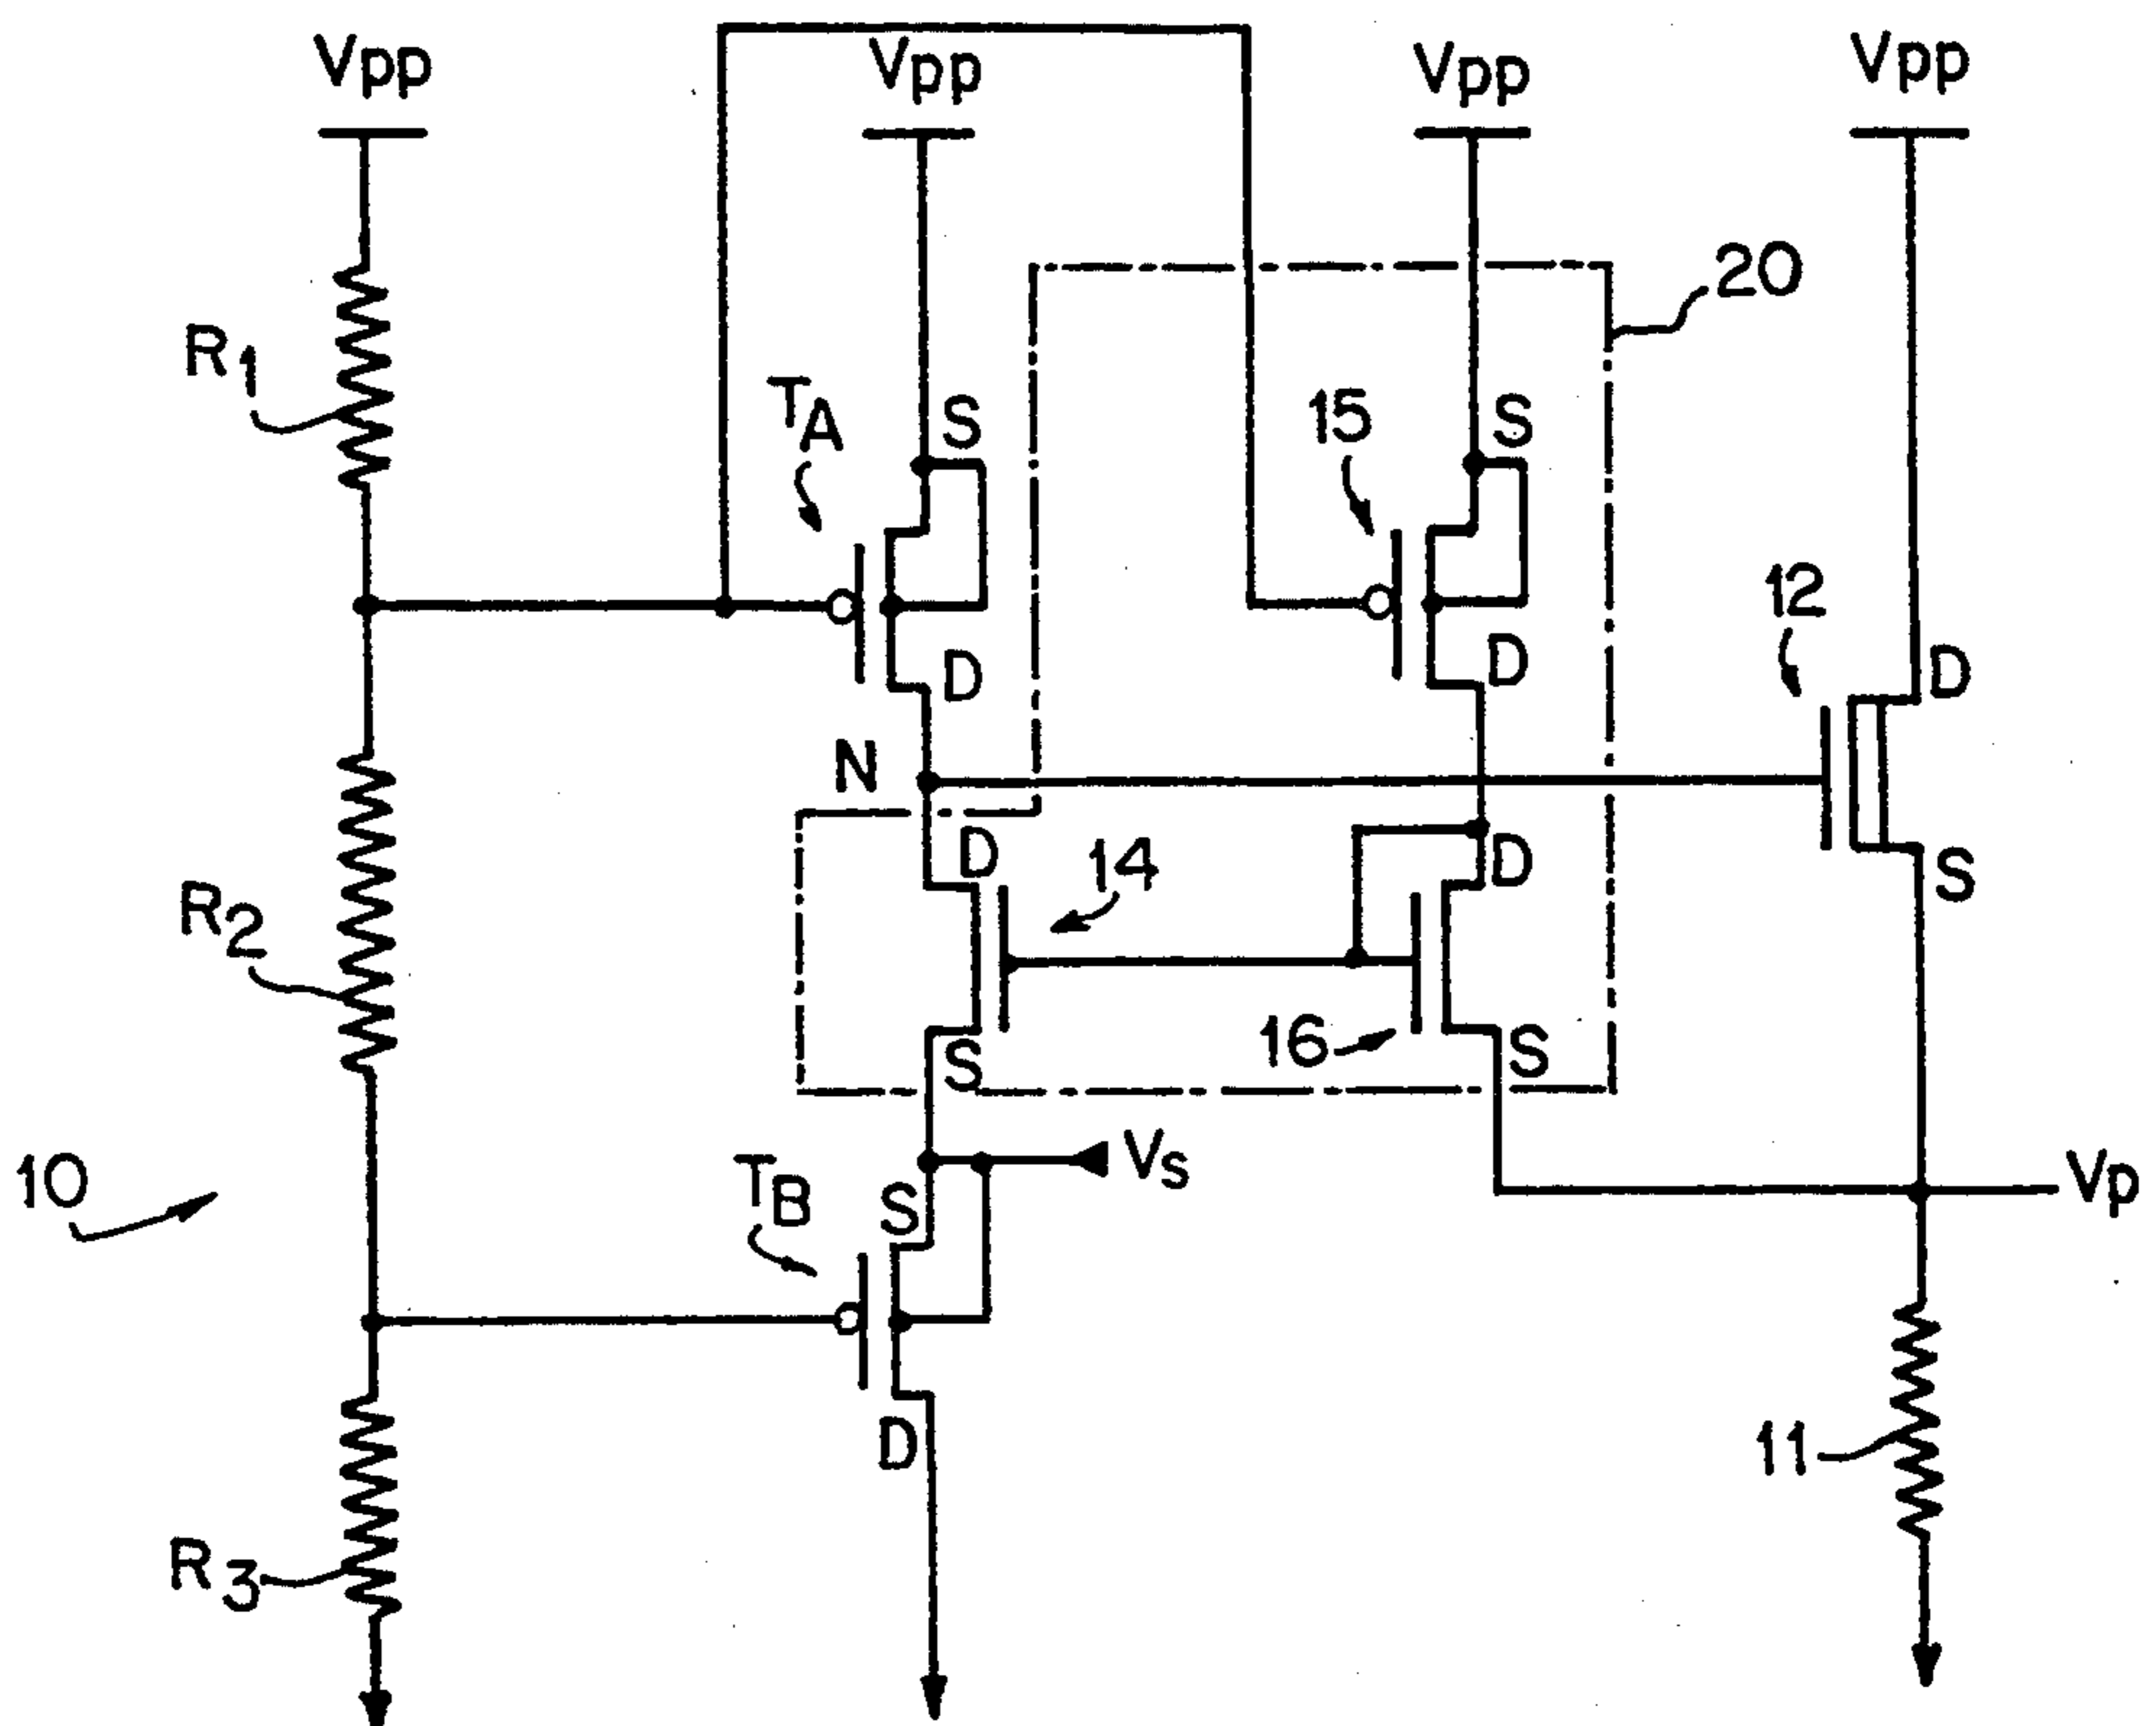 Vpp Vpp Vpp Vpp
20
R1 TA S 15 S
12
D D D
N
D 14 D S
R2
S 16 S
10 TB Vs Vp
S
D 11
R3